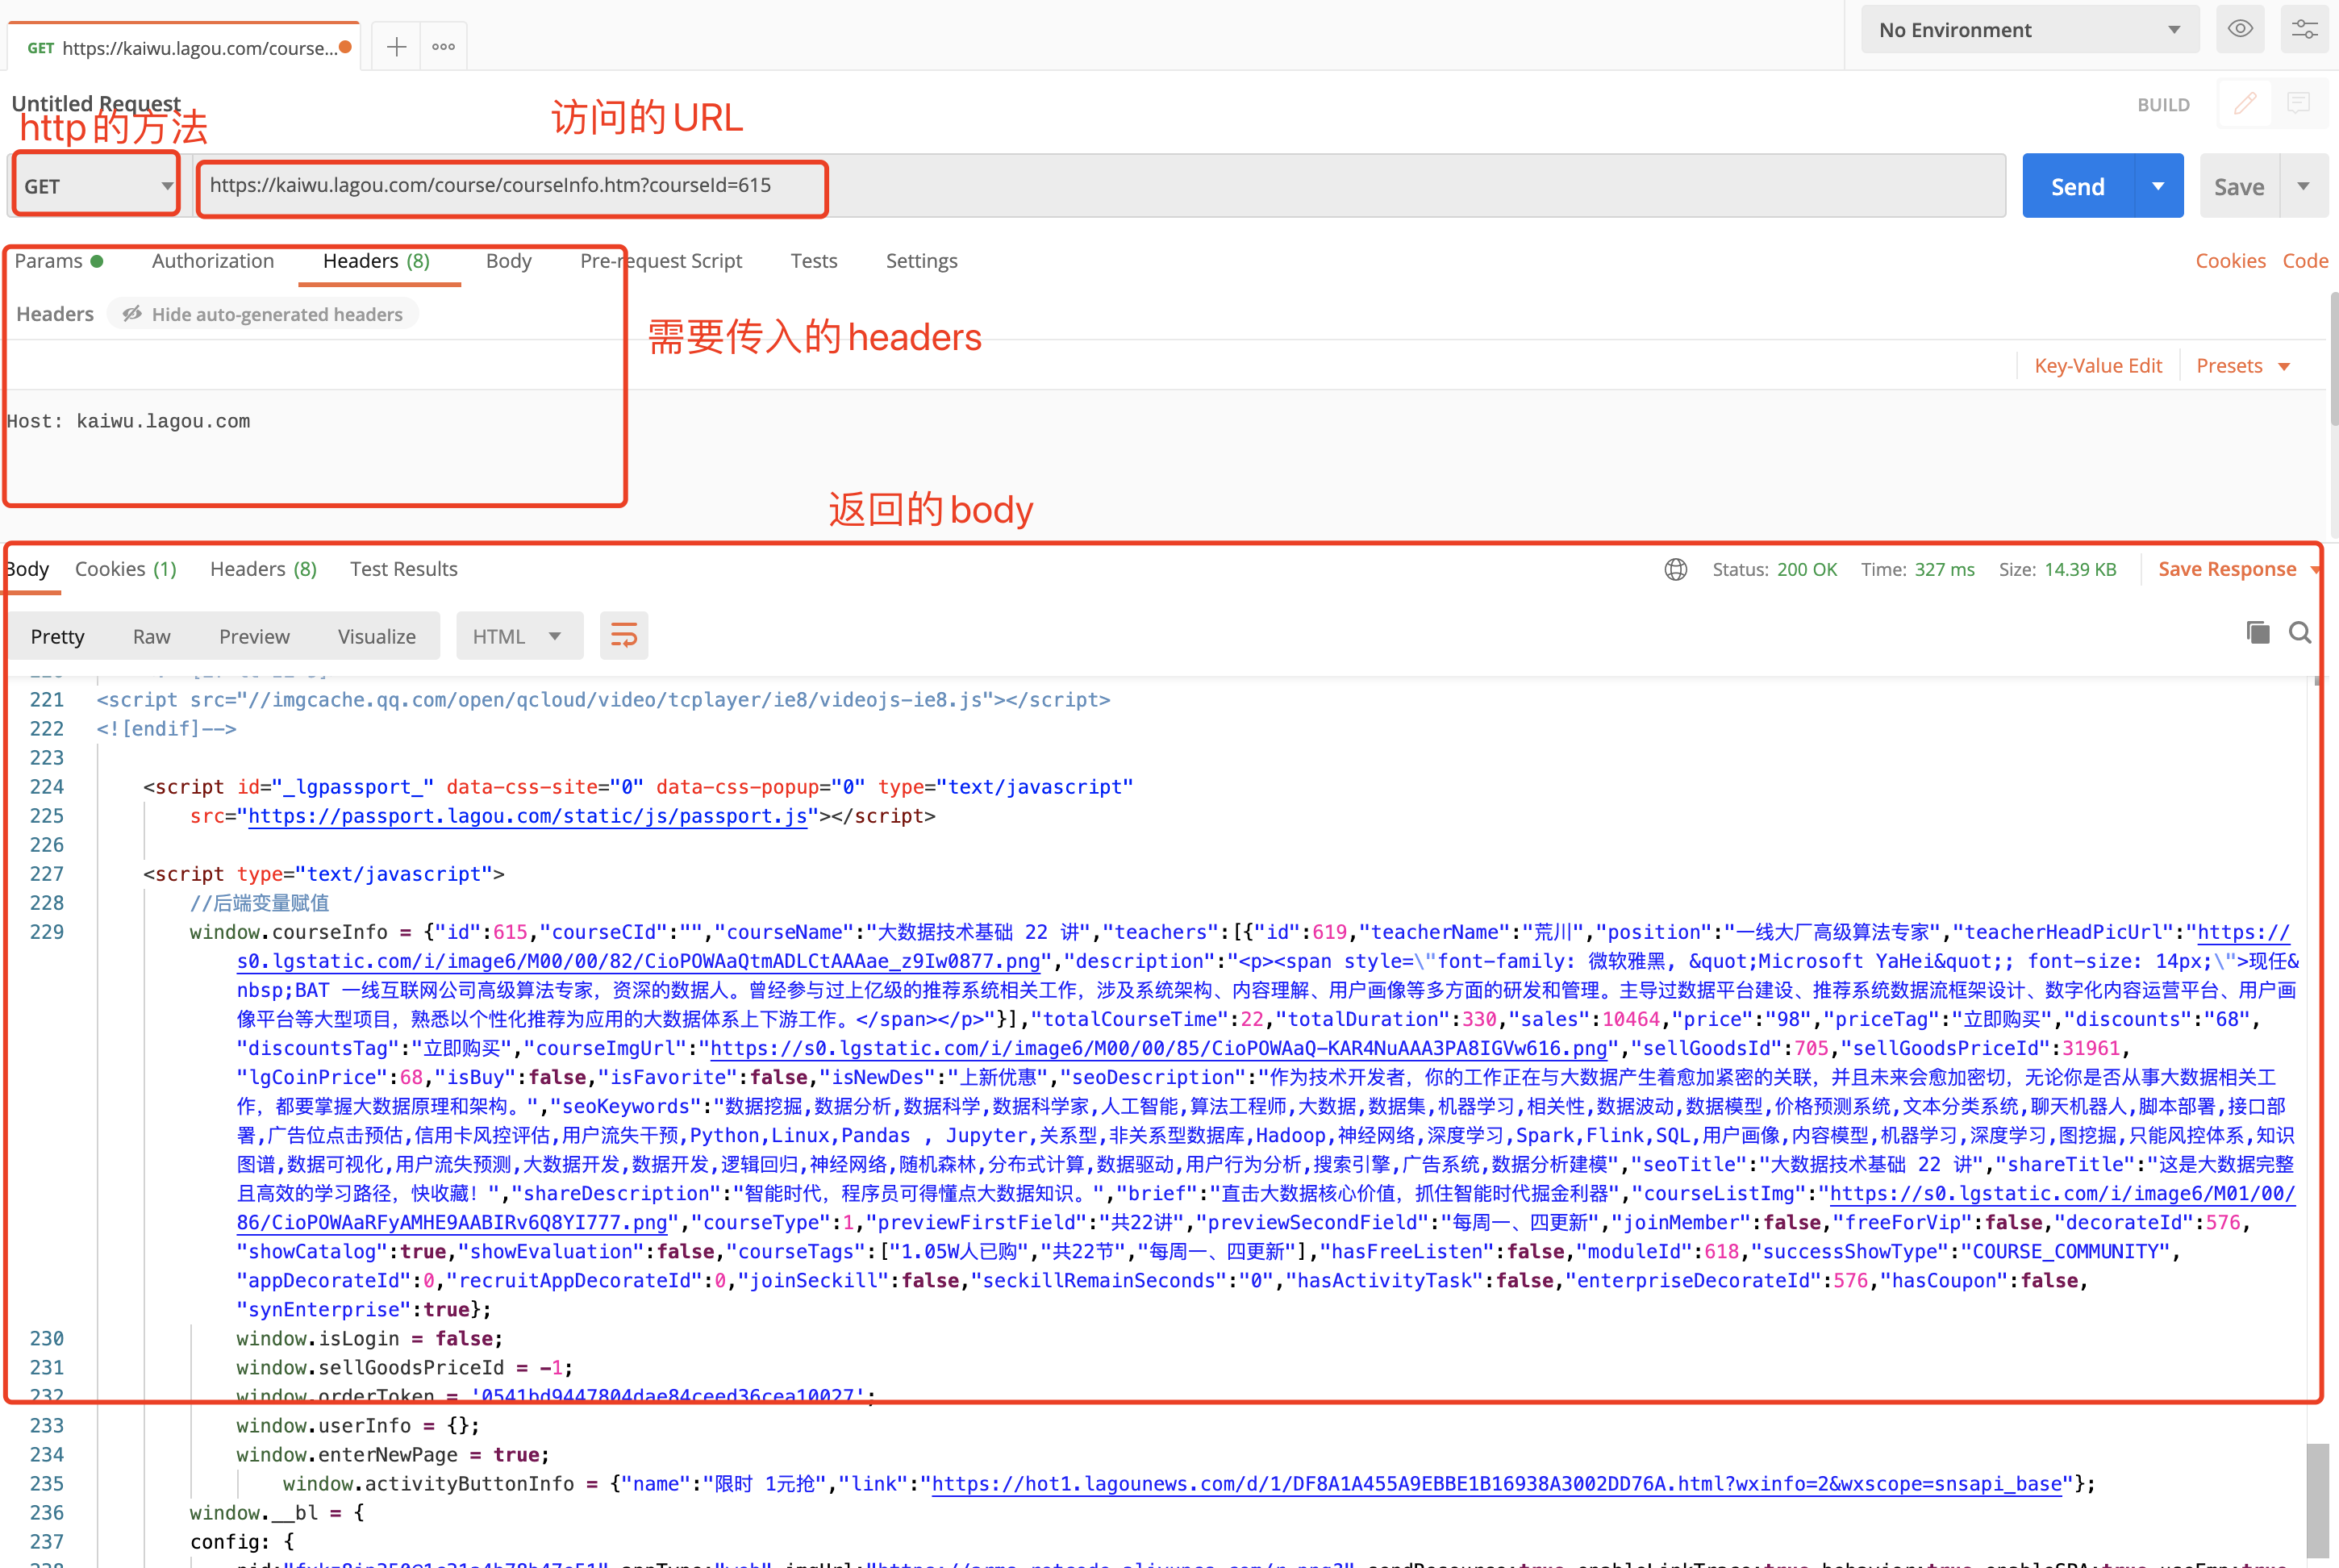 GET https://kaiwu.lagou.com/course...
No Environment
Untitled Request
BUILD
http的方法
访问的URL
GET
https://kaiwu.lagou.com/course/courseInfo.htm?courseId=615
Send
Save
Params
Authorization
Headers (8)
Body
Pre-request Script
Tests
Settings
Cookies
Code
Headers
Hide auto-generated headers
需要传入的headers
Key-Value Edit
Presets
Host: kaiwu.lagou.com
返回的body
Body
Cookies (1)
Headers (8)
Test Results
Status: 200 OK
Time: 327 ms
Size: 14.39 KB
Save Response
Pretty
Raw
Preview
Visualize
HTML
221 <script src="//imgcache.qq.com/open/qcloud/video/tcplayer/ie8/videojs-ie8.js"></script>
222 <![endif]-->
223
224 <script id="_lgpassport_" data-css-site="0" data-css-popup="0" type="text/javascript"
225 src="https://passport.lagou.com/static/js/passport.js"></script>
226
227 <script type="text/javascript">
228 //后端变量赋值
229 window.courseInfo = {"id":615,"courseCId":"","courseName":"大数据技术基础 22 讲","teachers":[{"id":619,"teacherName":"荒川","position":"一线大厂高级算法专家","teacherHeadPicUrl":"https://
s0.lgstatic.com/i/image6/M00/00/82/CioPOWAaQtmADLCtAAAae_z9Iw0877.png","description":"<p><span style=\"font-family: 微软雅黑, &quot;Microsoft YaHei&quot;; font-size: 14px;\">现任&
nbsp;BAT 一线互联网公司高级算法专家，资深的数据人。曾经参与过上亿级的推荐系统相关工作，涉及系统架构、内容理解、用户画像等多方面的研发和管理。主导过数据平台建设、推荐系统数据流框架设计、数字化内容运营平台、用户画
像平台等大型项目，熟悉以个性化推荐为应用的大数据体系上下游工作。</span></p>"}],"totalCourseTime":22,"totalDuration":330,"sales":10464,"price":"98","priceTag":"立即购买","discounts":"68",
"discountsTag":"立即购买","courseImgUrl":"https://s0.lgstatic.com/i/image6/M00/00/85/CioPOWAaQ-KAR4NuAAA3PA8IGVw616.png","sellGoodsId":705,"sellGoodsPriceId":31961,
"lgCoinPrice":68,"isBuy":false,"isFavorite":false,"isNewDes":"上新优惠","seoDescription":"作为技术开发者，你的工作正在与大数据产生着愈加紧密的关联，并且未来会愈加密切，无论你是否从事大数据相关工
作，都要掌握大数据原理和架构。","seoKeywords":"数据挖掘,数据分析,数据科学,数据科学家,人工智能,算法工程师,大数据,数据集,机器学习,相关性,数据波动,数据模型,价格预测系统,文本分类系统,聊天机器人,脚本部署,接口部
署,广告位点击预估,信用卡风控评估,用户流失干预,Python,Linux,Pandas , Jupyter,关系型,非关系型数据库,Hadoop,神经网络,深度学习,Spark,Flink,SQL,用户画像,内容模型,机器学习,深度学习,图挖掘,只能风控体系,知识
图谱,数据可视化,用户流失预测,大数据开发,数据开发,逻辑回归,神经网络,随机森林,分布式计算,数据驱动,用户行为分析,搜索引擎,广告系统,数据分析建模","seoTitle":"大数据技术基础 22 讲","shareTitle":"这是大数据完整
且高效的学习路径，快收藏！","shareDescription":"智能时代，程序员可得懂点大数据知识。","brief":"直击大数据核心价值，抓住智能时代掘金利器","courseListImg":"https://s0.lgstatic.com/i/image6/M01/00/
86/CioPOWAaRFyAMHE9AABIRv6Q8YI777.png","courseType":1,"previewFirstField":"共22讲","previewSecondField":"每周一、四更新","joinMember":false,"freeForVip":false,"decorateId":576,
"showCatalog":true,"showEvaluation":false,"courseTags":["1.05W人已购","共22节","每周一、四更新"],"hasFreeListen":false,"moduleId":618,"successShowType":"COURSE_COMMUNITY",
"appDecorateId":0,"recruitAppDecorateId":0,"joinSeckill":false,"seckillRemainSeconds":"0","hasActivityTask":false,"enterpriseDecorateId":576,"hasCoupon":false,
"synEnterprise":true};
230 window.isLogin = false;
231 window.sellGoodsPriceId = -1;
232 window.orderToken = '0541bd9447804dae84ceed36cea10027';
233 window.userInfo = {};
234 window.enterNewPage = true;
235 window.activityButtonInfo = {"name":"限时 1元抢","link":"https://hot1.lagounews.com/d/1/DF8A1A455A9EBBE1B16938A3002DD76A.html?wxinfo=2&wxscope=snsapi_base"};
236 window.__bl = {
237 config: {